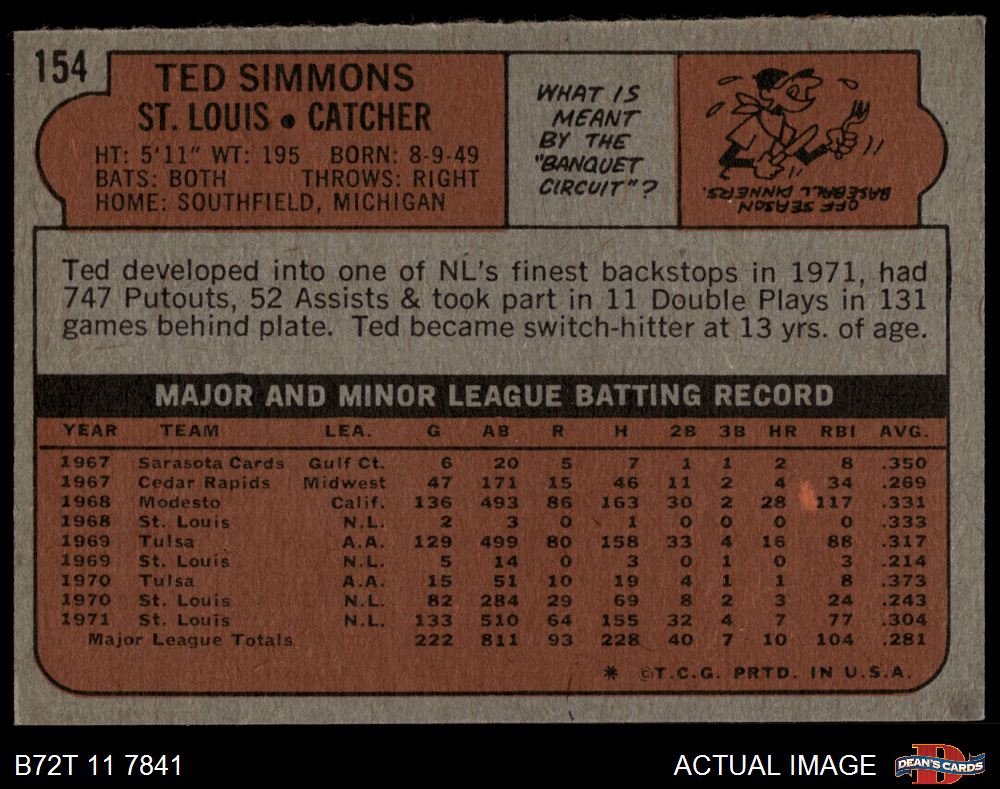 154
TED SIMMONS
ST. LOUIS • CATCHER
HT: 5'11" WT: 195 BORN: 8-9-49
BATS: BOTH THROWS: RIGHT
HOME: SOUTHFIELD, MICHIGAN
WHAT IS
MEANT
BY THE
"BANQUET
CIRCUIT"?
OFF SEASON
BASEBALL DINNERS.
Ted developed into one of NL's finest backstops in 1971, had
747 Putouts, 52 Assists & took part in 11 Double Plays in 131
games behind plate. Ted became switch-hitter at 13 yrs. of age.
MAJOR AND MINOR LEAGUE BATTING RECORD
YEAR TEAM LEA. G AB R H 2B 3B HR RBI AVG.
1967 Sarasota Cards Gulf Ct. 6 20 5 7 1 1 2 8 .350
1967 Cedar Rapids Midwest 47 171 15 46 11 2 4 34 .269
1968 Modesto Calif. 136 493 86 163 30 2 28 117 .331
1968 St. Louis N.L. 2 3 0 1 0 0 0 0 .333
1969 Tulsa A.A. 129 499 80 158 33 4 16 88 .317
1969 St. Louis N.L. 5 14 0 3 0 1 0 3 .214
1970 Tulsa A.A. 15 51 10 19 4 1 1 8 .373
1970 St. Louis N.L. 82 284 29 69 8 2 3 24 .243
1971 St. Louis N.L. 133 510 64 155 32 4 7 77 .304
Major League Totals 222 811 93 228 40 7 10 104 .281
* ©T.C.G. PRTD. IN U.S.A.
B72T 11 7841
ACTUAL IMAGE
DEAN'S CARDS